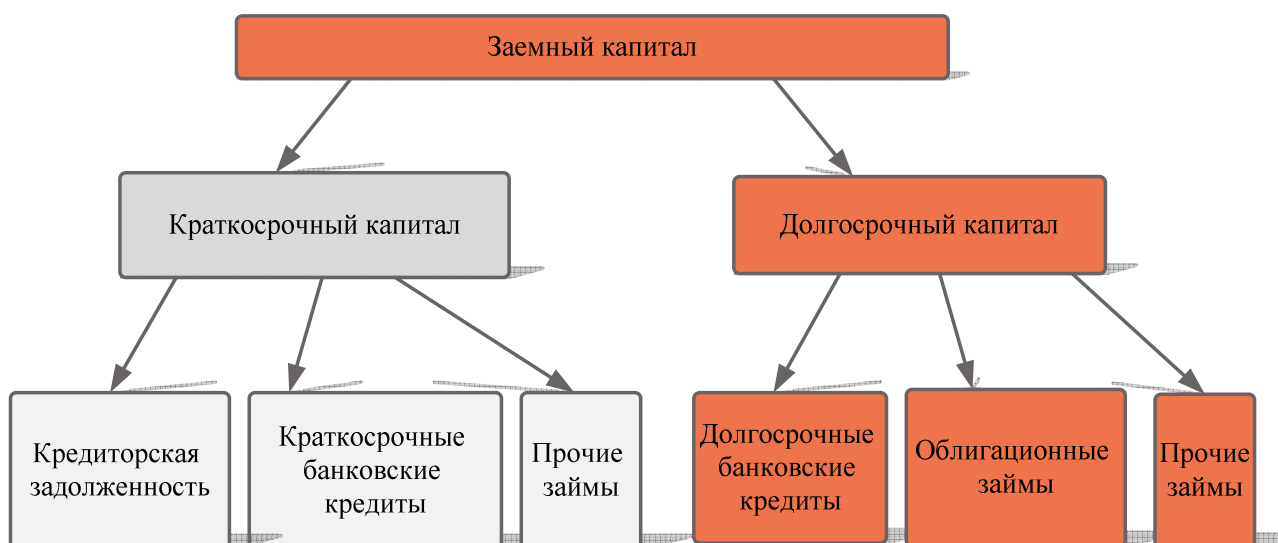 Заемный капитал
Краткосрочный капитал
Долгосрочный капитал
Кредиторская
задолженность
Краткосрочные
банковские
кредиты
Прочие
займы
Долгосрочные
банковские
кредиты
Облигационные
займы
Прочие
займы